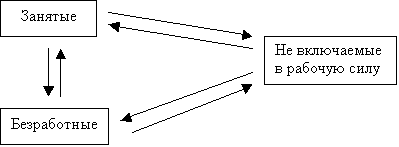 Занятые
Не включаемые
в рабочую силу
Безработные